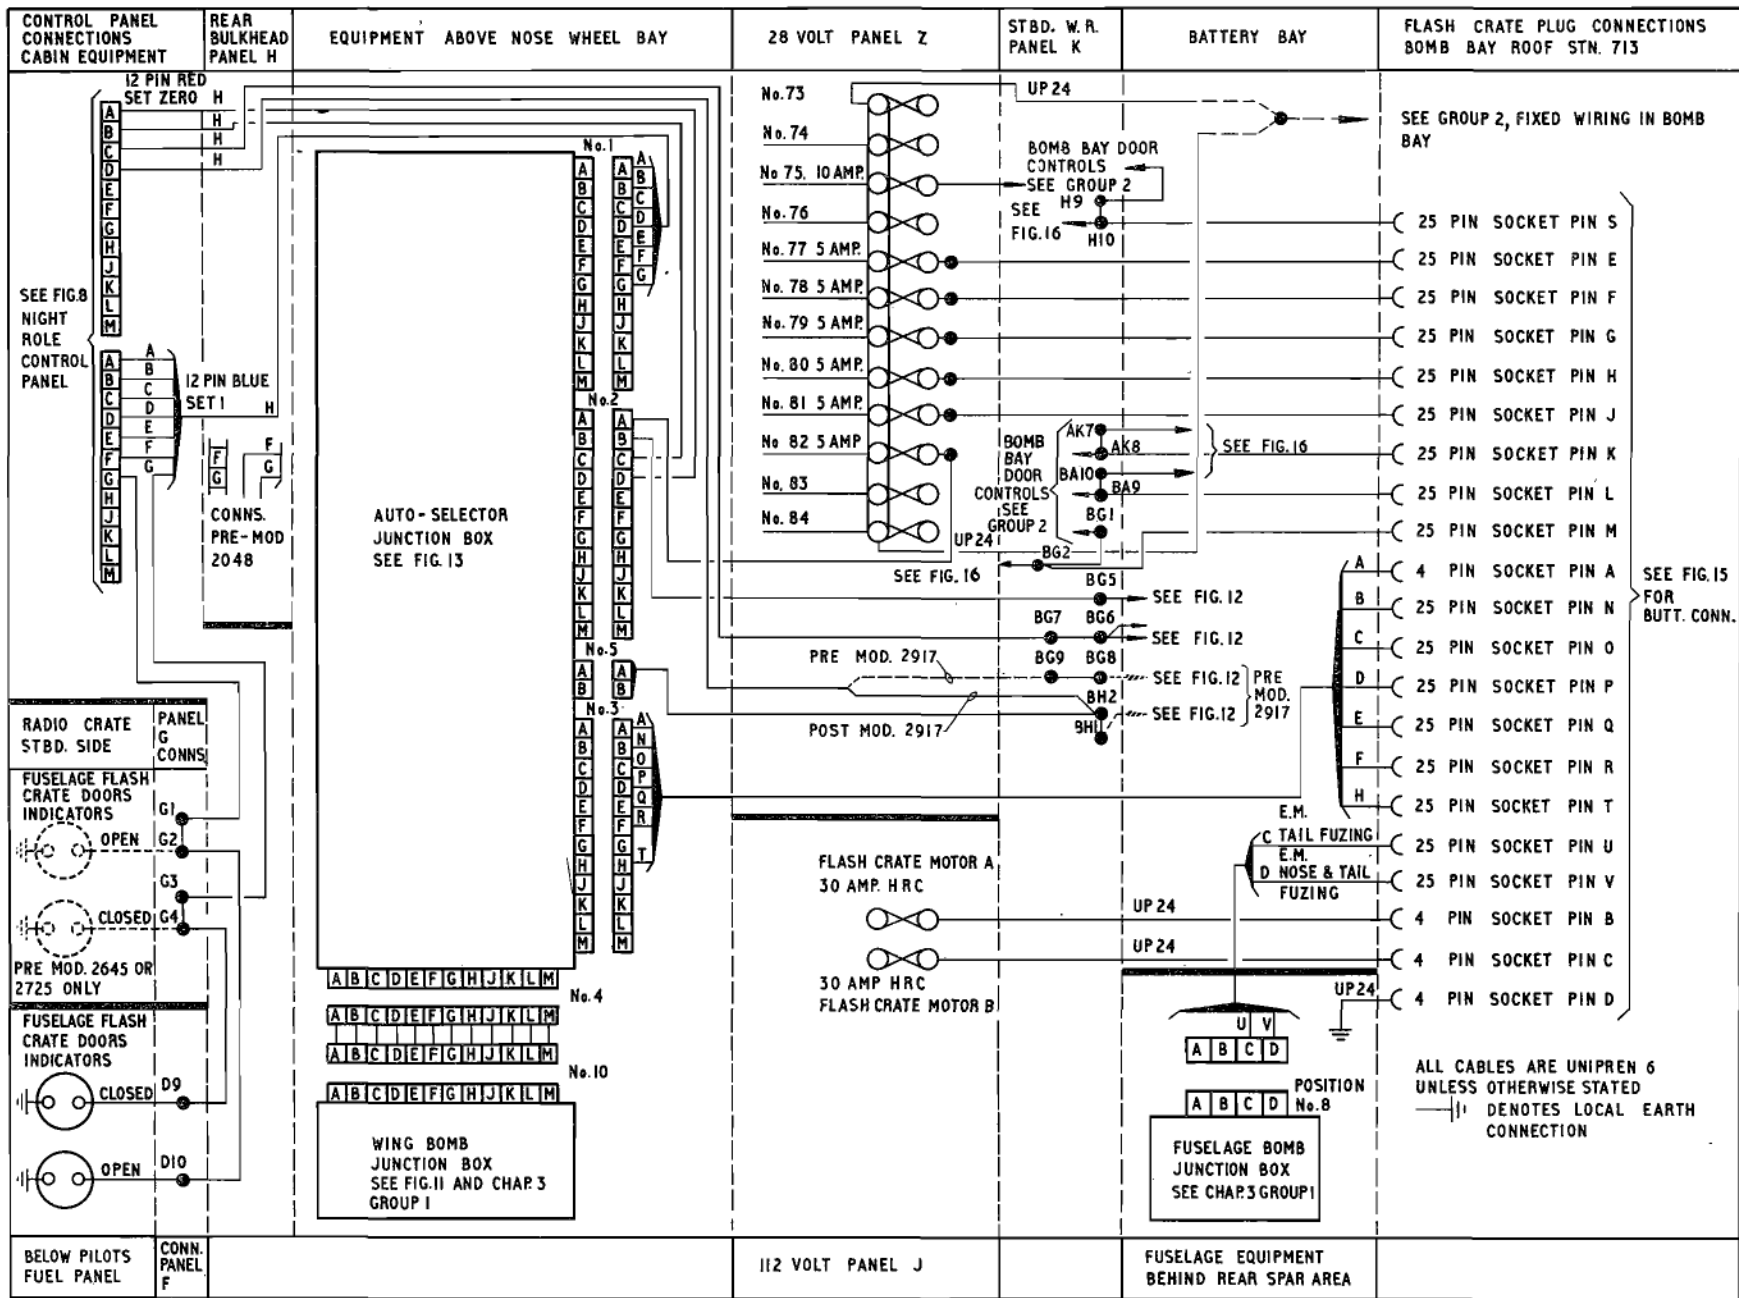 CONTROL PANEL
CONNECTIONS
CABIN EQUIPMENT
REAR
BULKHEAD
PANEL H
EQUIPMENT ABOVE NOSE WHEEL BAY
28 VOLT PANEL Z
STBD. W.R.
PANEL K
BATTERY BAY
FLASH CRATE PLUG CONNECTIONS
BOMB BAY ROOF STN. 713
12 PIN RED
SET ZERO
H
H
H
H
A
B
C
D
E
F
G
H
J
K
L
M
SEE FIG.8
NIGHT
ROLE
CONTROL
PANEL
A
B
C
D
E
F
G
H
J
K
L
M
A
B
C
D
E
F
G
12 PIN BLUE
SET 1
H
F
G
F
G
CONNS.
PRE-MOD
2048
RADIO CRATE
STBD. SIDE
PANEL
G
CONNS
FUSELAGE FLASH
CRATE DOORS
INDICATORS
OPEN
G1
G2
G3
CLOSED
G4
PRE MOD. 2645 OR
2725 ONLY
FUSELAGE FLASH
CRATE DOORS
INDICATORS
CLOSED
D9
OPEN
D10
BELOW PILOTS
FUEL PANEL
CONN.
PANEL
F
AUTO-SELECTOR
JUNCTION BOX
SEE FIG. 13
No.1
A
B
C
D
E
F
G
H
J
K
L
M
A
B
C
D
E
F
G
H
J
K
L
M
A
B
C
D
E
F
G
No.2
A
B
C
D
E
F
G
H
J
K
L
M
A
B
C
D
E
F
G
H
J
K
L
M
No.5
A
B
A
B
No.3
A
B
C
D
E
F
G
H
J
K
L
M
A
B
C
D
E
F
G
H
J
K
L
M
A
N
O
P
Q
R
T
A B C D E F G H J K L M
No.4
A B C D E F G H J K L M
A B C D E F G H J K L M
No.10
A B C D E F G H J K L M
WING BOMB
JUNCTION BOX
SEE FIG.11 AND CHAP. 3
GROUP 1
No.73
No.74
No 75. 10 AMP.
No.76
No.77 5 AMP.
No.78 5 AMP.
No.79 5 AMP.
No.80 5 AMP.
No.81 5 AMP.
No 82 5 AMP
No.83
No.84
UP 24
UP 24
BOMB BAY DOOR
CONTROLS
SEE GROUP 2
H9
SEE
FIG.16
H10
BOMB
BAY
DOOR
CONTROLS
SEE
GROUP 2
AK7
AK8
BA10
BA9
BG1
BG2
SEE FIG. 16
SEE FIG. 16
BG5
SEE FIG. 12
BG7
BG6
SEE FIG. 12
PRE MOD. 2917
BG9
BG8
SEE FIG. 12
PRE
MOD.
2917
BH2
SEE FIG. 12
POST MOD. 2917
BH1
FLASH CRATE MOTOR A
30 AMP. HRC
UP 24
UP 24
30 AMP HRC
FLASH CRATE MOTOR B
112 VOLT PANEL J
A
B
C
D
E
F
H
E.M.
C TAIL FUZING
E.M.
D NOSE & TAIL
FUZING
UP 24
U V
A B C D
A B C D
POSITION
No.8
FUSELAGE BOMB
JUNCTION BOX
SEE CHAP. 3 GROUP 1
FUSELAGE EQUIPMENT
BEHIND REAR SPAR AREA
SEE GROUP 2, FIXED WIRING IN BOMB
BAY
25 PIN SOCKET PIN S
25 PIN SOCKET PIN E
25 PIN SOCKET PIN F
25 PIN SOCKET PIN G
25 PIN SOCKET PIN H
25 PIN SOCKET PIN J
25 PIN SOCKET PIN K
25 PIN SOCKET PIN L
25 PIN SOCKET PIN M
4 PIN SOCKET PIN A
25 PIN SOCKET PIN N
25 PIN SOCKET PIN O
25 PIN SOCKET PIN P
25 PIN SOCKET PIN Q
25 PIN SOCKET PIN R
25 PIN SOCKET PIN T
25 PIN SOCKET PIN U
25 PIN SOCKET PIN V
4 PIN SOCKET PIN B
4 PIN SOCKET PIN C
4 PIN SOCKET PIN D
SEE FIG. 15
FOR
BUTT. CONN.
ALL CABLES ARE UNIPREN 6
UNLESS OTHERWISE STATED
DENOTES LOCAL EARTH
CONNECTION